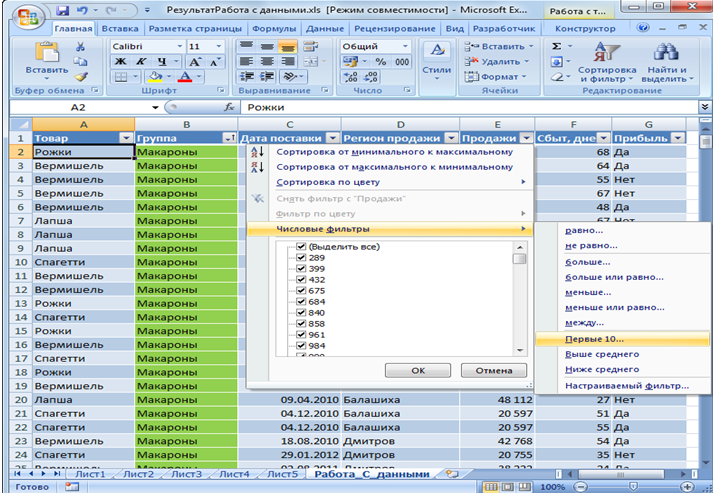 РезультатРабота с данными.xls [Режим совместимости] - Microsoft Ex...
Работа с т...
Главная Вставка Разметка страницы Формулы Данные Рецензирование Вид Разработчик Конструктор
Calibri 11 Общий
Вставить
Ж К Ч А А
% 000
Стили
Вставить
Удалить
Формат
Σ
Сортировка и фильтр
Найти и выделить
Буфер обмена Шрифт Выравнивание Число Ячейки Редактирование
A2 fx Рожки
A B C D E F G
1 Товар Группа Дата поставки Регион продажи Продажи Сбыт, дне Прибыль
2 Рожки Макароны 68 Да
3 Вермишель Макароны 64 Да
4 Вермишель Макароны 55 Нет
5 Вермишель Макароны 67 Нет
6 Вермишель Макароны 48 Да
7 Лапша Макароны 67 Нет
8 Лапша Макароны
9 Лапша Макароны
10 Спагетти Макароны
11 Вермишель Макароны
12 Вермишель Макароны
13 Рожки Макароны
14 Спагетти Макароны
15 Рожки Макароны
16 Вермишель Макароны
17 Спагетти Макароны
18 Рожки Макароны
19 Вермишель Макароны
20 Лапша Макароны 09.04.2010 Балашиха 48 112 27 Нет
21 Спагетти Макароны 04.12.2010 Балашиха 20 597 51 Да
22 Спагетти Макароны 04.12.2010 Балашиха 20 597 55 Да
23 Вермишель Макароны 18.08.2010 Дмитров 42 768 54 Да
24 Спагетти Макароны 29.01.2012 Дмитров 20 755 35 Нет
Сортировка от минимального к максимальному
Сортировка от максимального к минимальному
Сортировка по цвету
Снять фильтр с "Продажи"
Фильтр по цвету
Числовые фильтры
(Выделить все)
289
399
432
675
684
840
858
961
984
OK Отмена
равно...
не равно...
больше...
больше или равно...
меньше...
меньше или равно...
между...
Первые 10...
Выше среднего
Ниже среднего
Настраиваемый фильтр...
Лист1 Лист2 Лист3 Лист4 Лист5 Работа_С_данными
Готово 100%